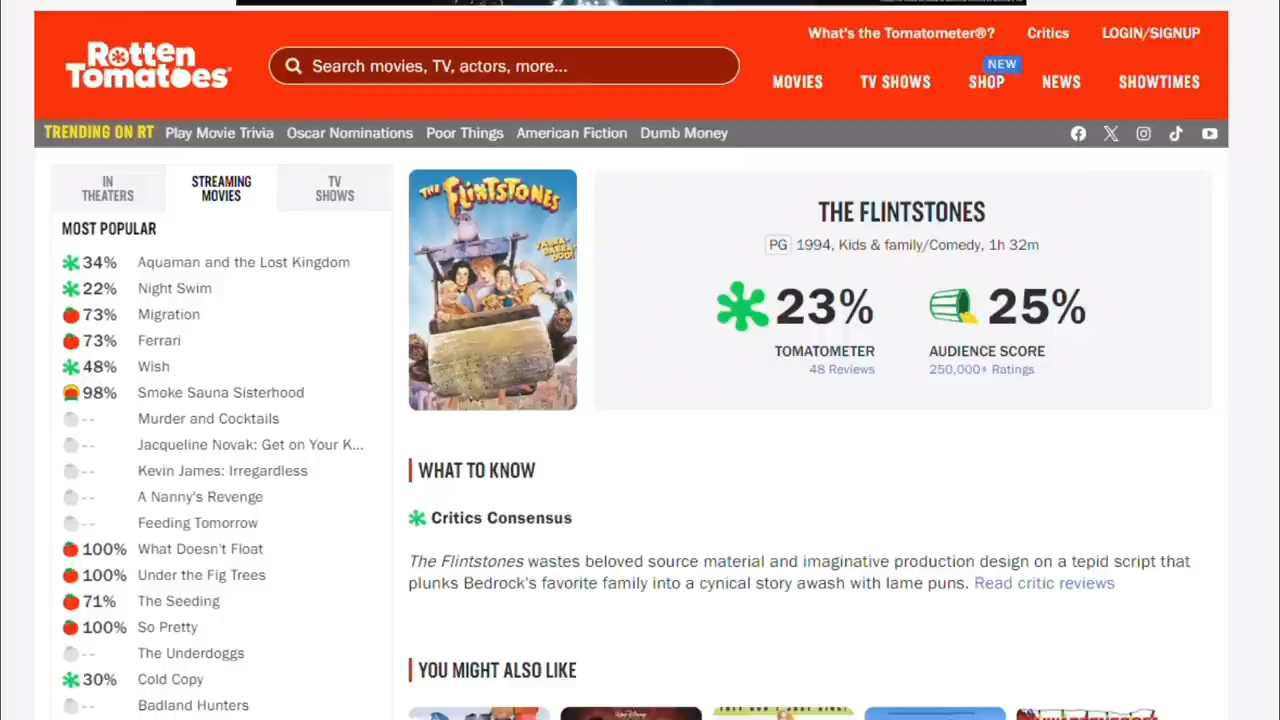 What's the Tomatometer®?
Critics
LOGIN/SIGNUP
Rotten
Tomatoes
Search movies, TV, actors, more...
MOVIES
TV SHOWS
NEW
SHOP
NEWS
SHOWTIMES
TRENDING ON RT
Play Movie Trivia
Oscar Nominations
Poor Things
American Fiction
Dumb Money
IN
THEATERS
STREAMING
MOVIES
TV
SHOWS
MOST POPULAR
34% Aquaman and the Lost Kingdom
22% Night Swim
73% Migration
73% Ferrari
48% Wish
98% Smoke Sauna Sisterhood
-- Murder and Cocktails
-- Jacqueline Novak: Get on Your K...
-- Kevin James: Irregardless
-- A Nanny's Revenge
-- Feeding Tomorrow
100% What Doesn't Float
100% Under the Fig Trees
71% The Seeding
100% So Pretty
-- The Underdoggs
30% Cold Copy
-- Badland Hunters
THE FLINTSTONES
YABBA-
DABBA
DOO!
THE FLINTSTONES
PG 1994, Kids & family/Comedy, 1h 32m
23%
TOMATOMETER
48 Reviews
25%
AUDIENCE SCORE
250,000+ Ratings
WHAT TO KNOW
Critics Consensus
The Flintstones wastes beloved source material and imaginative production design on a tepid script that
plunks Bedrock's favorite family into a cynical story awash with lame puns. Read critic reviews
YOU MIGHT ALSO LIKE